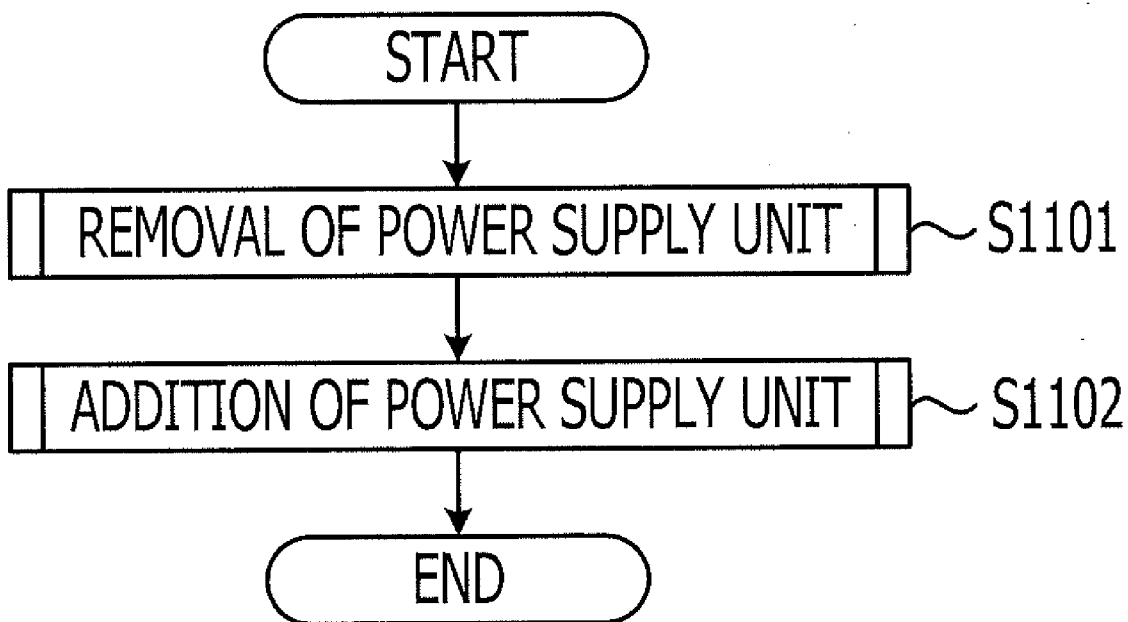 START
REMOVAL OF POWER SUPPLY UNIT S1101
ADDITION OF POWER SUPPLY UNIT S1102
END